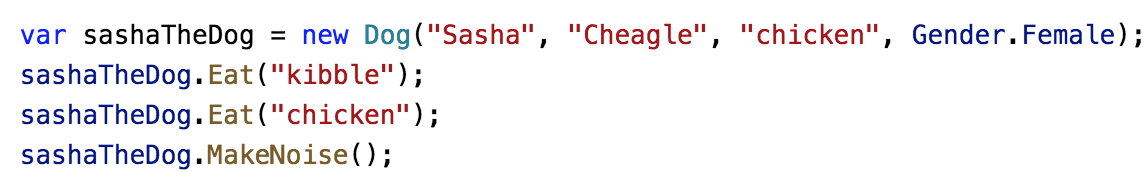 var sashaTheDog = new Dog("Sasha", "Cheagle", "chicken", Gender.Female);
sashaTheDog.Eat("kibble");
sashaTheDog.Eat("chicken");
sashaTheDog.MakeNoise();